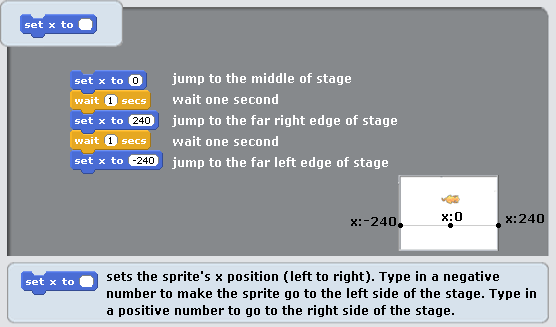 set x to
set x to 0 jump to the middle of stage
wait 1 secs wait one second
set x to 240 jump to the far right edge of stage
wait 1 secs wait one second
set x to -240 jump to the far left edge of stage
x:-240 x:0 x:240
set x to
sets the sprite's x position (left to right). Type in a negative
number to make the sprite go to the left side of the stage. Type in
a positive number to go to the right side of the stage.